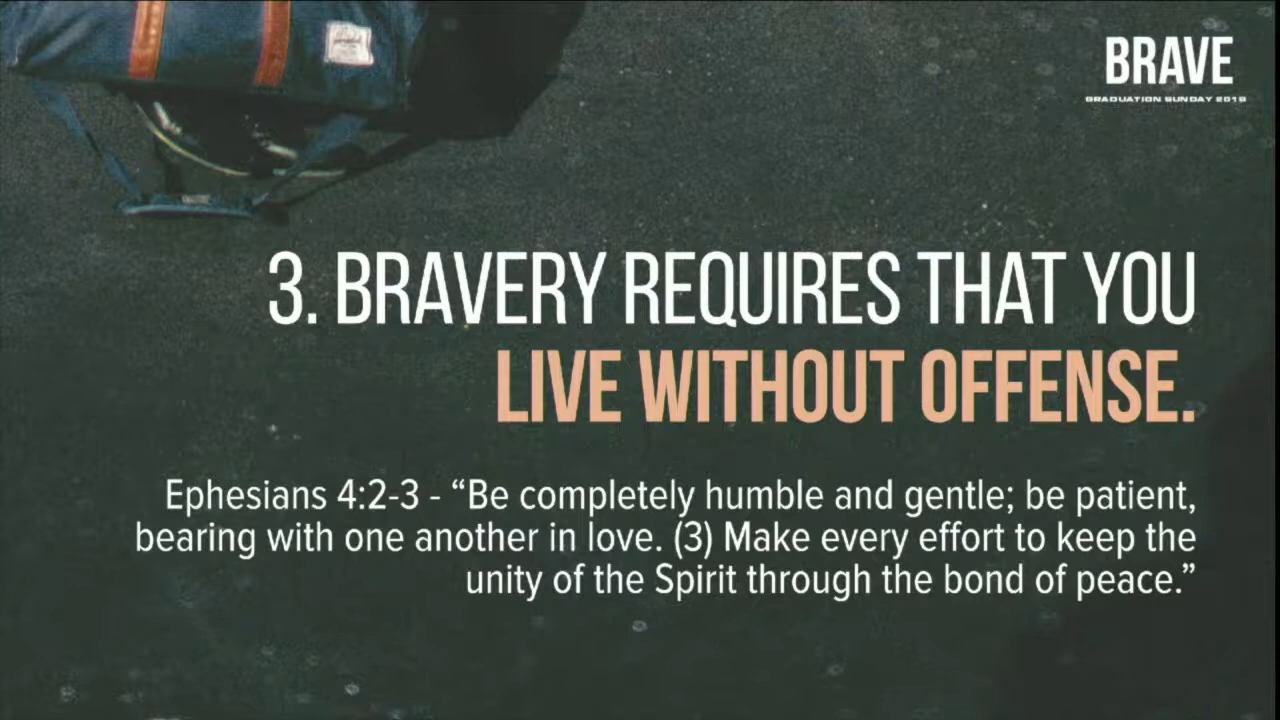 BRAVE
GRADUATION SUNDAY 2019
3. BRAVERY REQUIRES THAT YOU
LIVE WITHOUT OFFENSE.
Ephesians 4:2-3 - “Be completely humble and gentle; be patient,
bearing with one another in love. (3) Make every effort to keep the
unity of the Spirit through the bond of peace.”